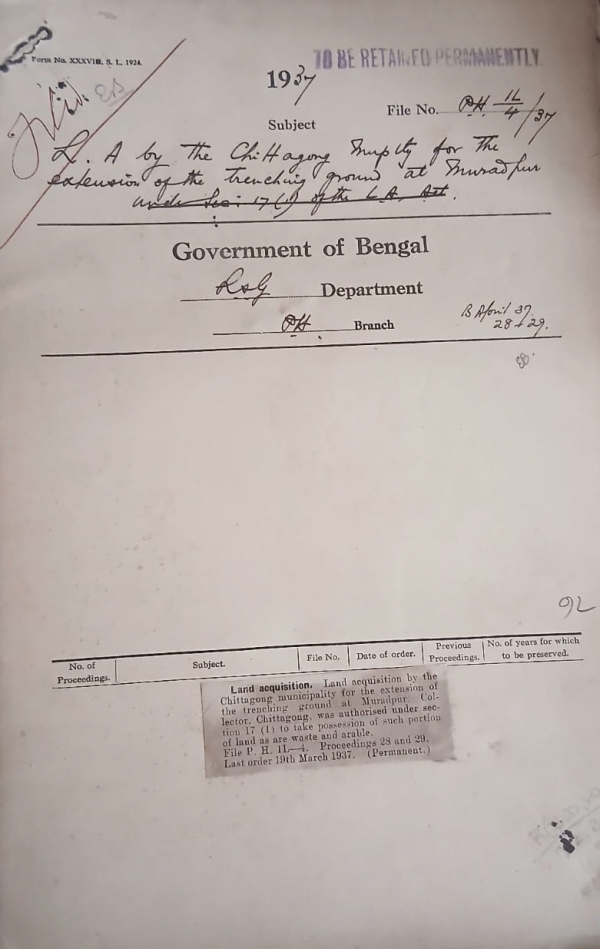 Form No. XXXVIII, S. L., 1924.
TO BE RETAINED PERMANENTLY.
1937
File No. P.H. 1L/4/37
Subject
L. A by the Chittagong Muplty for the
extension of the trenching ground at Muradpur
under Sec: 17(1) of the L.A. Act.
Government of Bengal
LSG Department
PH Branch
B April 37.
28+29.
92
No. of Proceedings.
Subject.
File No.
Date of order.
Previous Proceedings.
No. of years for which to be preserved.
Land acquisition. Land acquisition by the
Chittagong municipality for the extension of
the trenching ground at Muradpur. Col-
lector, Chittagong, was authorised under sec-
tion 17 (1) to take possession of such portion
of land as are waste and arable.
File P. H. 1L—4. Proceedings 28 and 29.
Last order 19th March 1937. (Permanent.)